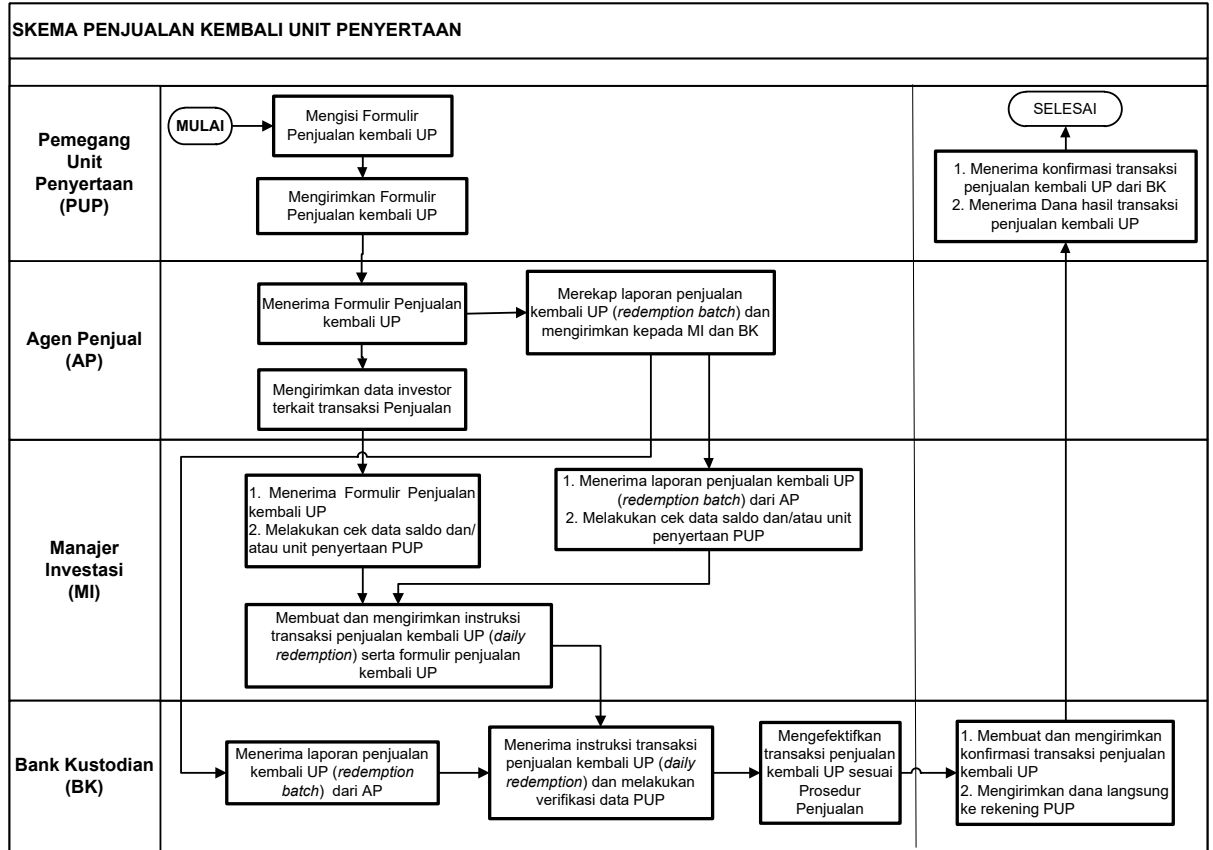 SKEMA PENJUALAN KEMBALI UNIT PENYERTAAN
Pemegang
Unit
Penyertaan
(PUP)
MULAI
Mengisi Formulir
Penjualan kembali UP
Mengirimkan Formulir
Penjualan kembali UP
SELESAI
1. Menerima konfirmasi transaksi
penjualan kembali UP dari BK
2. Menerima Dana hasil transaksi
penjualan kembali UP
Agen Penjual
(AP)
Menerima Formulir Penjualan
kembali UP
Merekap laporan penjualan
kembali UP (redemption batch) dan
mengirimkan kepada MI dan BK
Mengirimkan data investor
terkait transaksi Penjualan
Manajer
Investasi
(MI)
1. Menerima Formulir Penjualan
kembali UP
2. Melakukan cek data saldo dan/
atau unit penyertaan PUP
1. Menerima laporan penjualan kembali UP
(redemption batch) dari AP
2. Melakukan cek data saldo dan/atau unit
penyertaan PUP
Membuat dan mengirimkan instruksi
transaksi penjualan kembali UP (daily
redemption) serta formulir penjualan
kembali UP
Bank Kustodian
(BK)
Menerima laporan penjualan
kembali UP (redemption
batch) dari AP
Menerima instruksi transaksi
penjualan kembali UP (daily
redemption) dan melakukan
verifikasi data PUP
Mengefektifkan
transaksi penjualan
kembali UP sesuai
Prosedur
Penjualan
1. Membuat dan mengirimkan
konfirmasi transaksi penjualan
kembali UP
2. Mengirimkan dana langsung
ke rekening PUP